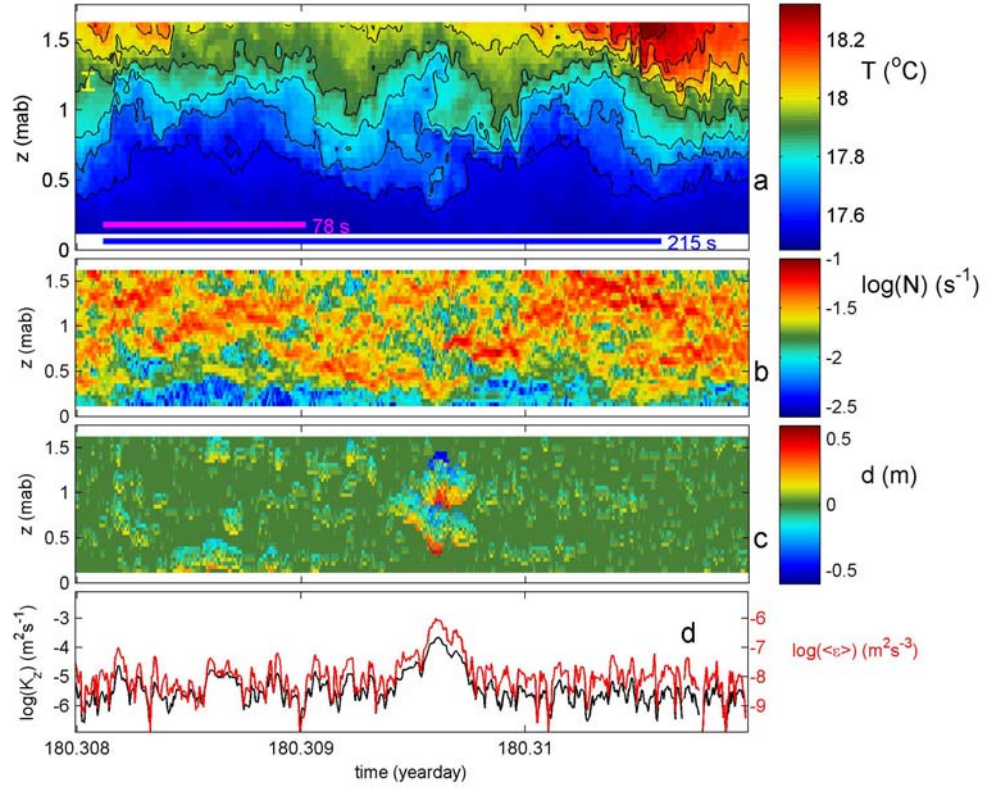 1.5
1
0.5
0
z (mab)
78 s
215 s
a
18.2
18
17.8
17.6
T (°C)
1.5
1
0.5
0
z (mab)
b
-1
-1.5
-2
-2.5
log(N) (s⁻¹)
1.5
1
0.5
0
z (mab)
c
0.5
0
-0.5
d (m)
-3
-4
-5
-6
log(K_z) (m²s⁻¹)
d
-6
-7
-8
-9
log(<ε>) (m²s⁻³)
180.308
180.309
180.31
time (yearday)